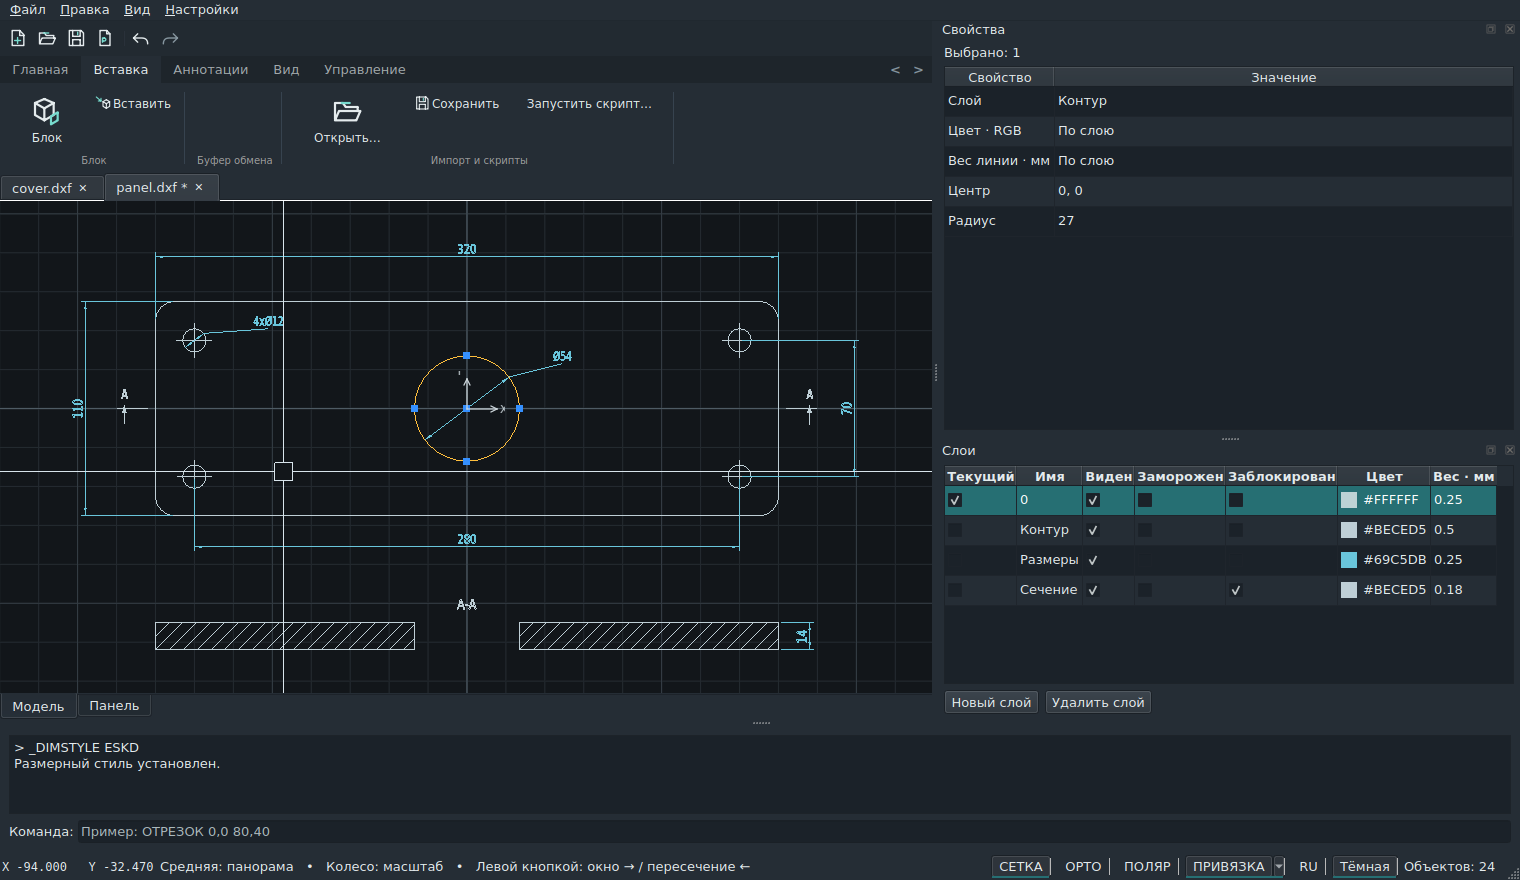 Файл Правка Вид Настройки
Главная Вставка Аннотации Вид Управление < >
Блок
Вставить
Блок
Буфер обмена
Открыть...
Сохранить
Запустить скрипт...
Импорт и скрипты
cover.dxf × panel.dxf * ×
320
4xØ12
Ø54
A
A
110
X
70
280
A-A
14
Модель Панель
Свойства
Выбрано: 1
Свойство Значение
Слой Контур
Цвет · RGB По слою
Вес линии · мм По слою
Центр 0, 0
Радиус 27
Слои
Текущий Имя Виден Заморожен Заблокирован Цвет Вес · мм
0 #FFFFFF 0.25
Контур #BECED5 0.5
Размеры #69C5DB 0.25
Сечение #BECED5 0.18
Новый слой Удалить слой
> _DIMSTYLE ESKD
Размерный стиль установлен.
Команда: Пример: ОТРЕЗОК 0,0 80,40
X -94.000 Y -32.470 Средняя: панорама • Колесо: масштаб • Левой кнопкой: окно → / пересечение ← СЕТКА ОРТО ПОЛЯР ПРИВЯЗКА RU Тёмная Объектов: 24